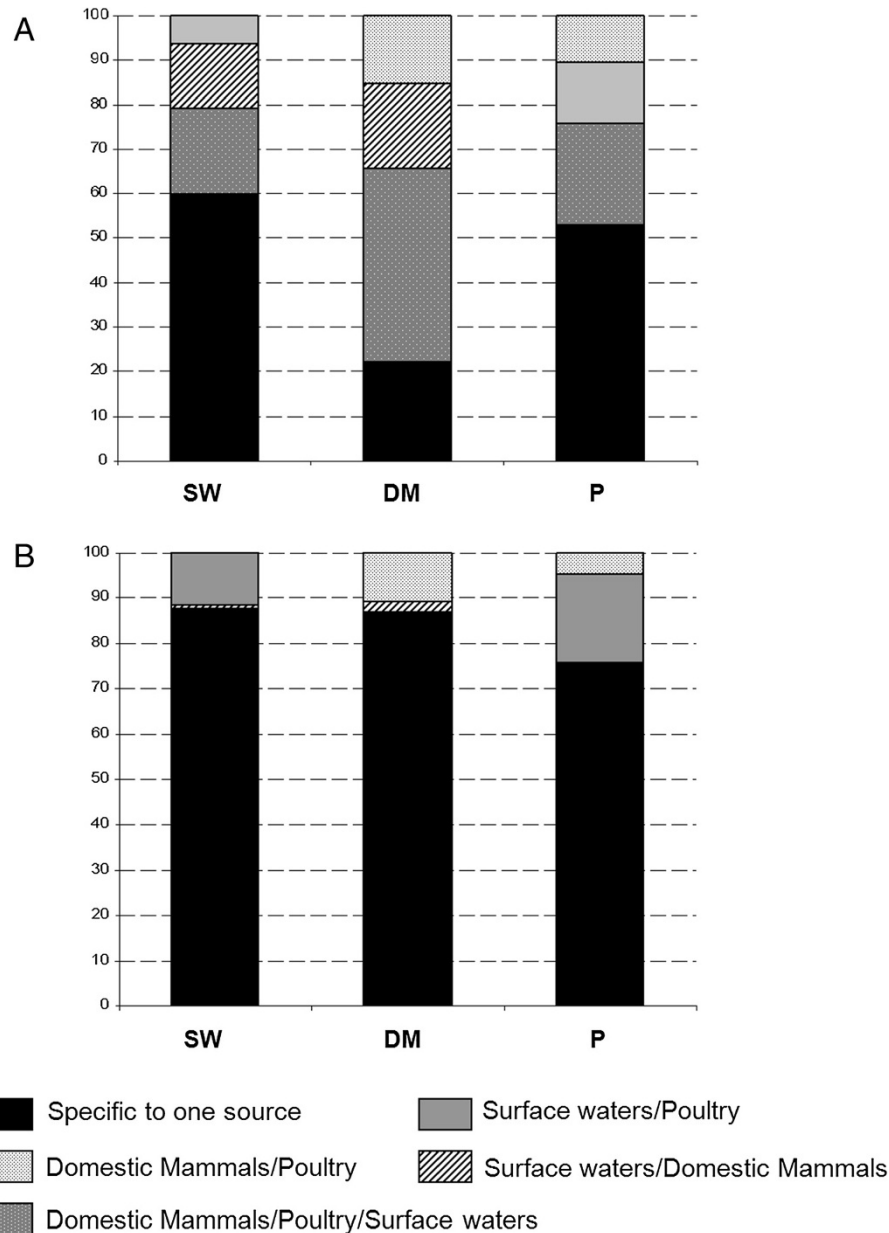 A
100
90
80
70
60
50
40
30
20
10
0
SW DM P
B
100
90
80
70
60
50
40
30
20
10
0
SW DM P
Specific to one source
Surface waters/Poultry
Domestic Mammals/Poultry
Surface waters/Domestic Mammals
Domestic Mammals/Poultry/Surface waters